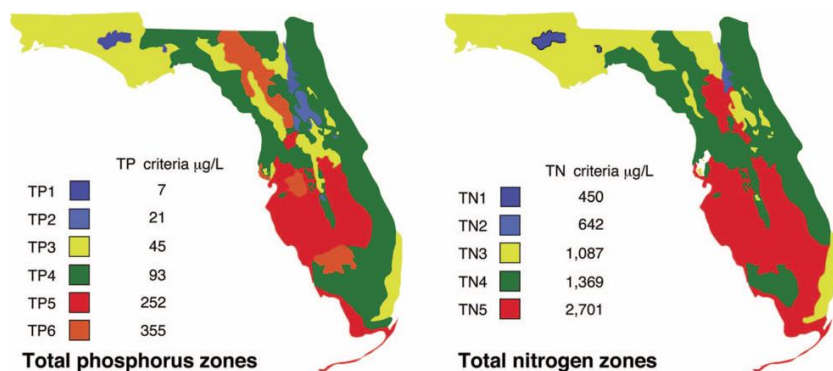 TP criteria µg/L
TP1 7
TP2 21
TP3 45
TP4 93
TP5 252
TP6 355
Total phosphorus zones
TN criteria µg/L
TN1 450
TN2 642
TN3 1,087
TN4 1,369
TN5 2,701
Total nitrogen zones